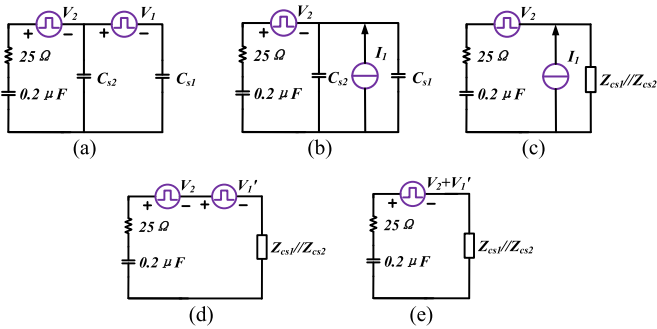 V2 V1
+ − + −
25 Ω
Cs2 Cs1
0.2 μF
(a)
V2
+ −
I1
25 Ω
Cs2 Cs1
0.2 μF
(b)
V2
I1
25 Ω
Zcs1//Zcs2
0.2 μF
(c)
V2 V1'
+ − + −
25 Ω
Zcs1//Zcs2
0.2 μF
(d)
V2+V1'
+ −
25 Ω
Zcs1//Zcs2
0.2 μF
(e)